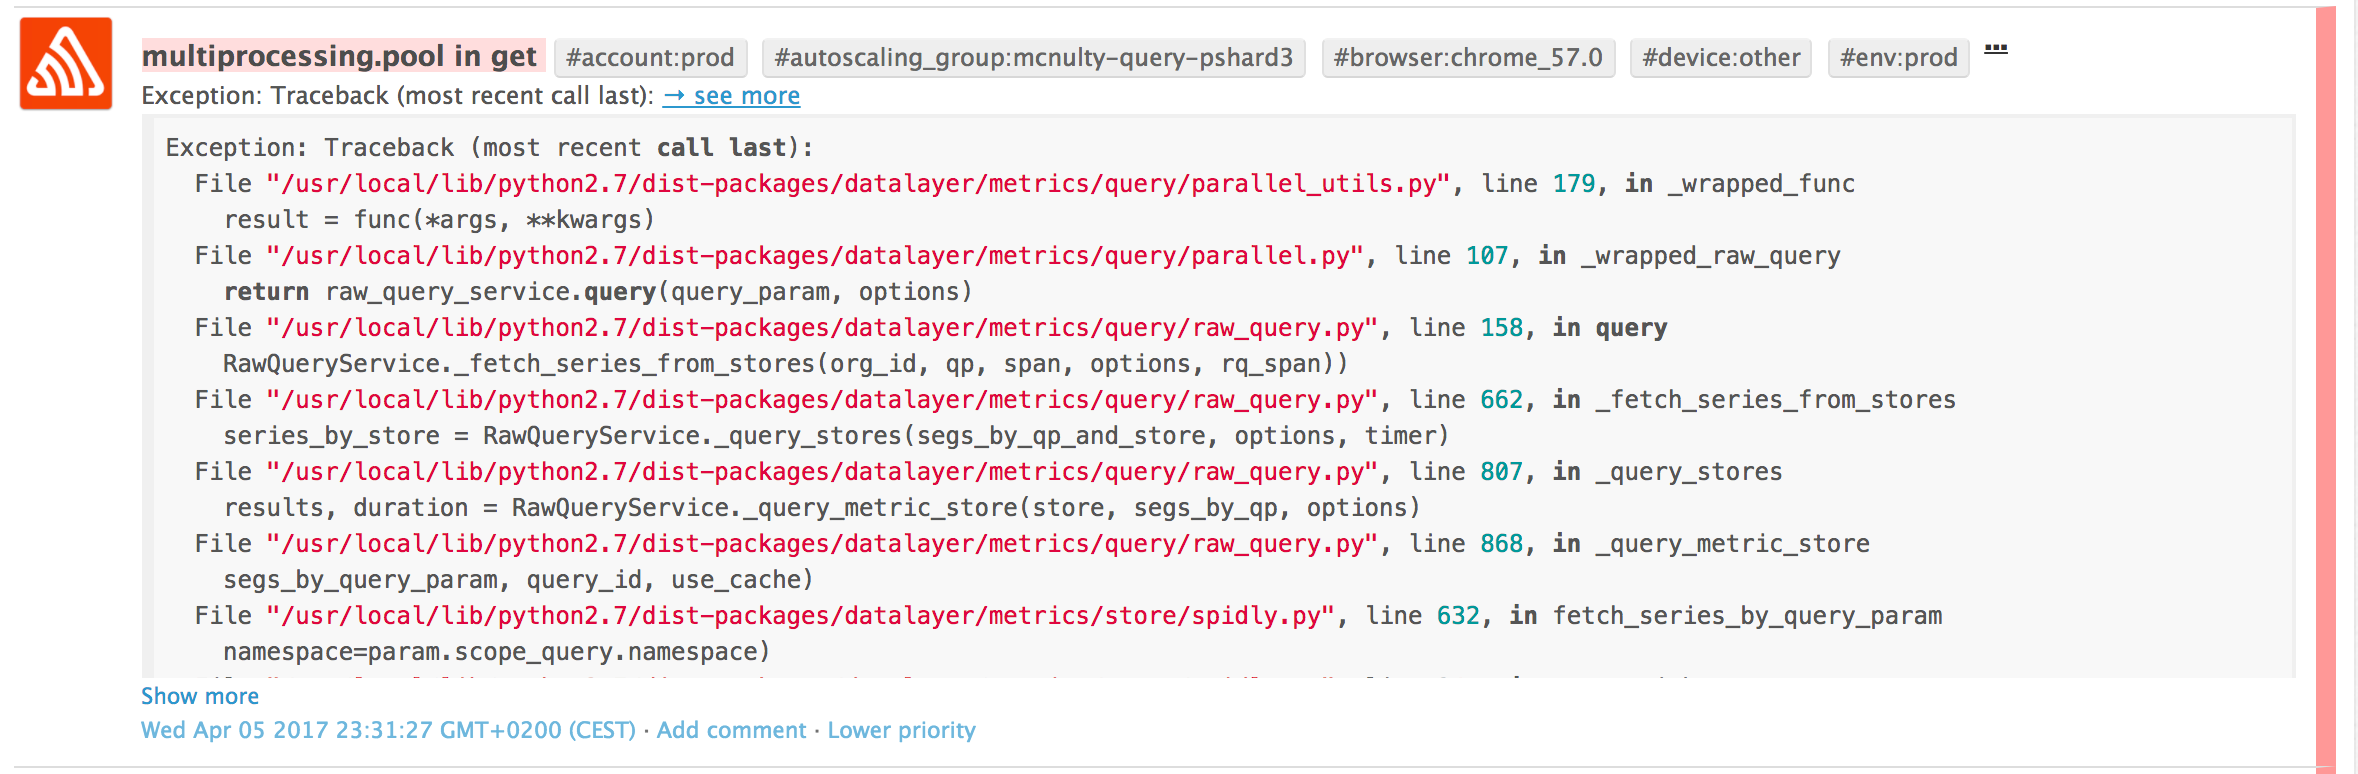 multiprocessing.pool in get #account:prod #autoscaling_group:mcnulty-query-pshard3 #browser:chrome_57.0 #device:other #env:prod ...
Exception: Traceback (most recent call last): → see more
Exception: Traceback (most recent call last):
  File "/usr/local/lib/python2.7/dist-packages/datalayer/metrics/query/parallel_utils.py", line 179, in _wrapped_func
    result = func(*args, **kwargs)
  File "/usr/local/lib/python2.7/dist-packages/datalayer/metrics/query/parallel.py", line 107, in _wrapped_raw_query
    return raw_query_service.query(query_param, options)
  File "/usr/local/lib/python2.7/dist-packages/datalayer/metrics/query/raw_query.py", line 158, in query
    RawQueryService._fetch_series_from_stores(org_id, qp, span, options, rq_span))
  File "/usr/local/lib/python2.7/dist-packages/datalayer/metrics/query/raw_query.py", line 662, in _fetch_series_from_stores
    series_by_store = RawQueryService._query_stores(segs_by_qp_and_store, options, timer)
  File "/usr/local/lib/python2.7/dist-packages/datalayer/metrics/query/raw_query.py", line 807, in _query_stores
    results, duration = RawQueryService._query_metric_store(store, segs_by_qp, options)
  File "/usr/local/lib/python2.7/dist-packages/datalayer/metrics/query/raw_query.py", line 868, in _query_metric_store
    segs_by_query_param, query_id, use_cache)
  File "/usr/local/lib/python2.7/dist-packages/datalayer/metrics/store/spidly.py", line 632, in fetch_series_by_query_param
    namespace=param.scope_query.namespace)
Show more
Wed Apr 05 2017 23:31:27 GMT+0200 (CEST) · Add comment · Lower priority